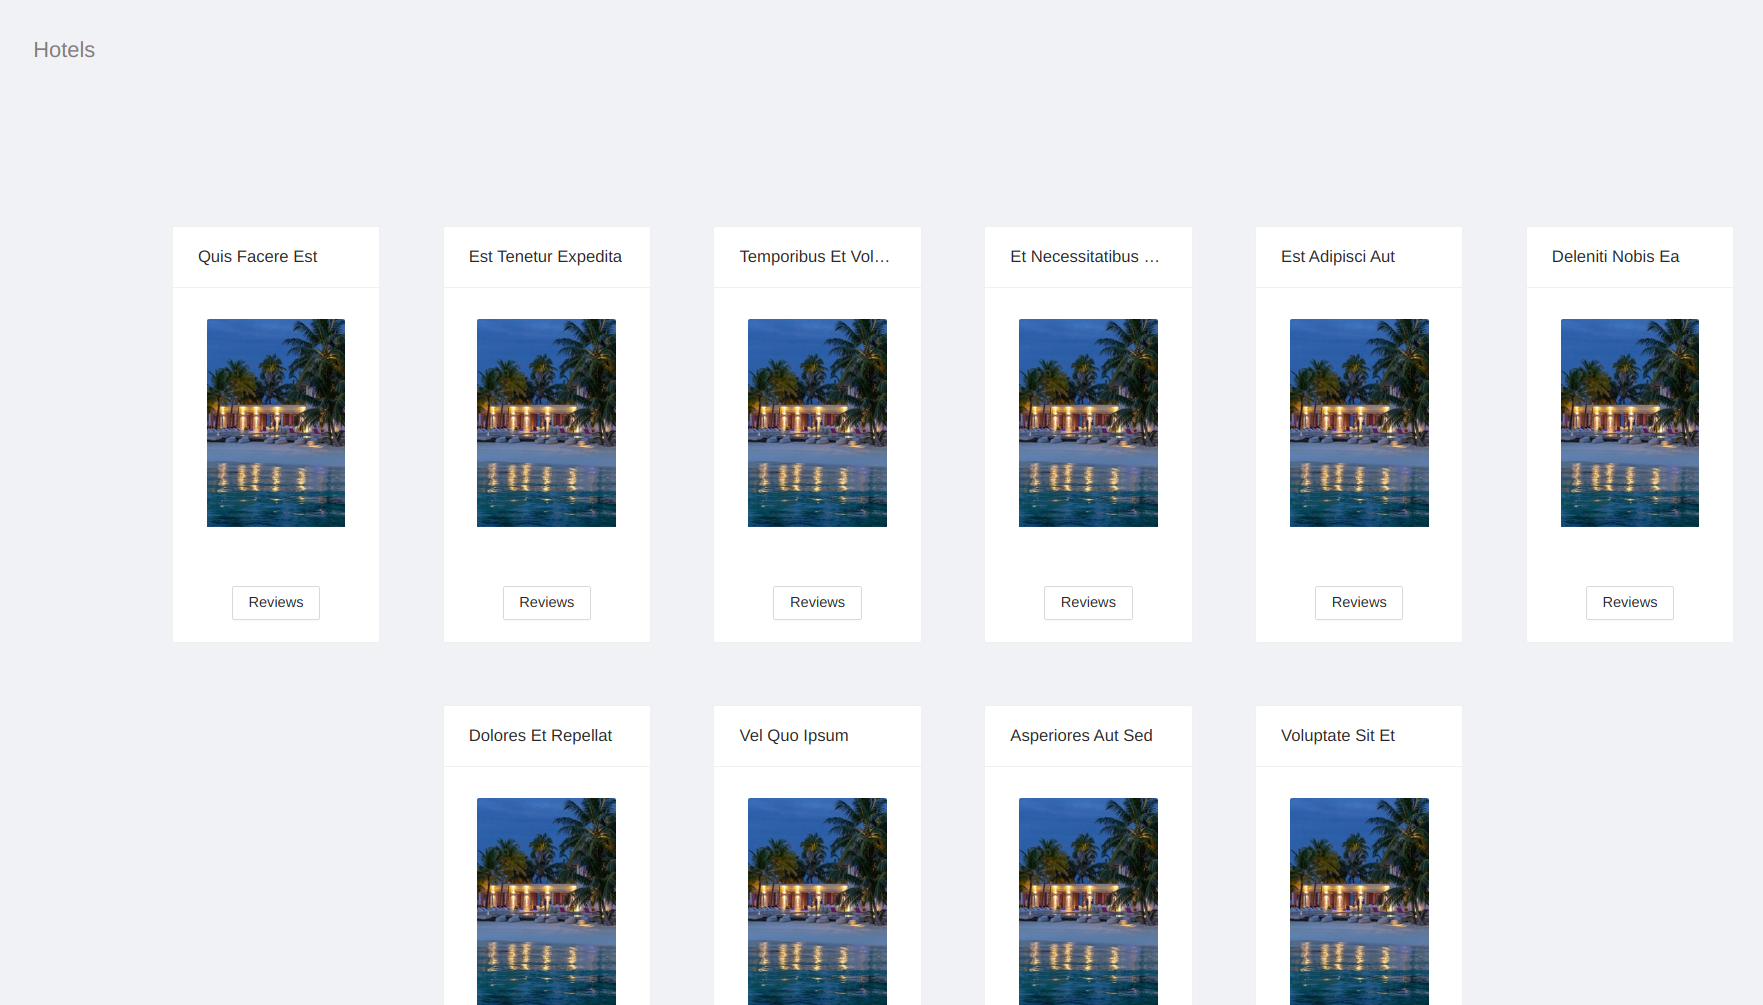 Hotels
Quis Facere Est
Est Tenetur Expedita
Temporibus Et Vol...
Et Necessitatibus ...
Est Adipisci Aut
Deleniti Nobis Ea
Reviews
Reviews
Reviews
Reviews
Reviews
Reviews
Dolores Et Repellat
Vel Quo Ipsum
Asperiores Aut Sed
Voluptate Sit Et